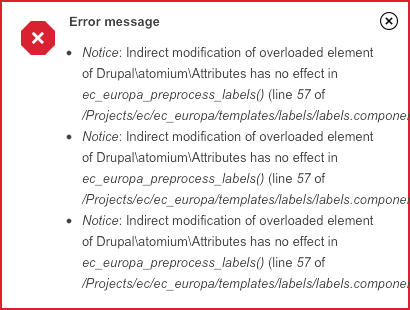 Error message
Notice: Indirect modification of overloaded element
of Drupal\atomium\Attributes has no effect in
ec_europa_preprocess_labels() (line 57 of
/Projects/ec/ec_europa/templates/labels/labels.compone
Notice: Indirect modification of overloaded element
of Drupal\atomium\Attributes has no effect in
ec_europa_preprocess_labels() (line 57 of
/Projects/ec/ec_europa/templates/labels/labels.compone
Notice: Indirect modification of overloaded element
of Drupal\atomium\Attributes has no effect in
ec_europa_preprocess_labels() (line 57 of
/Projects/ec/ec_europa/templates/labels/labels.compone